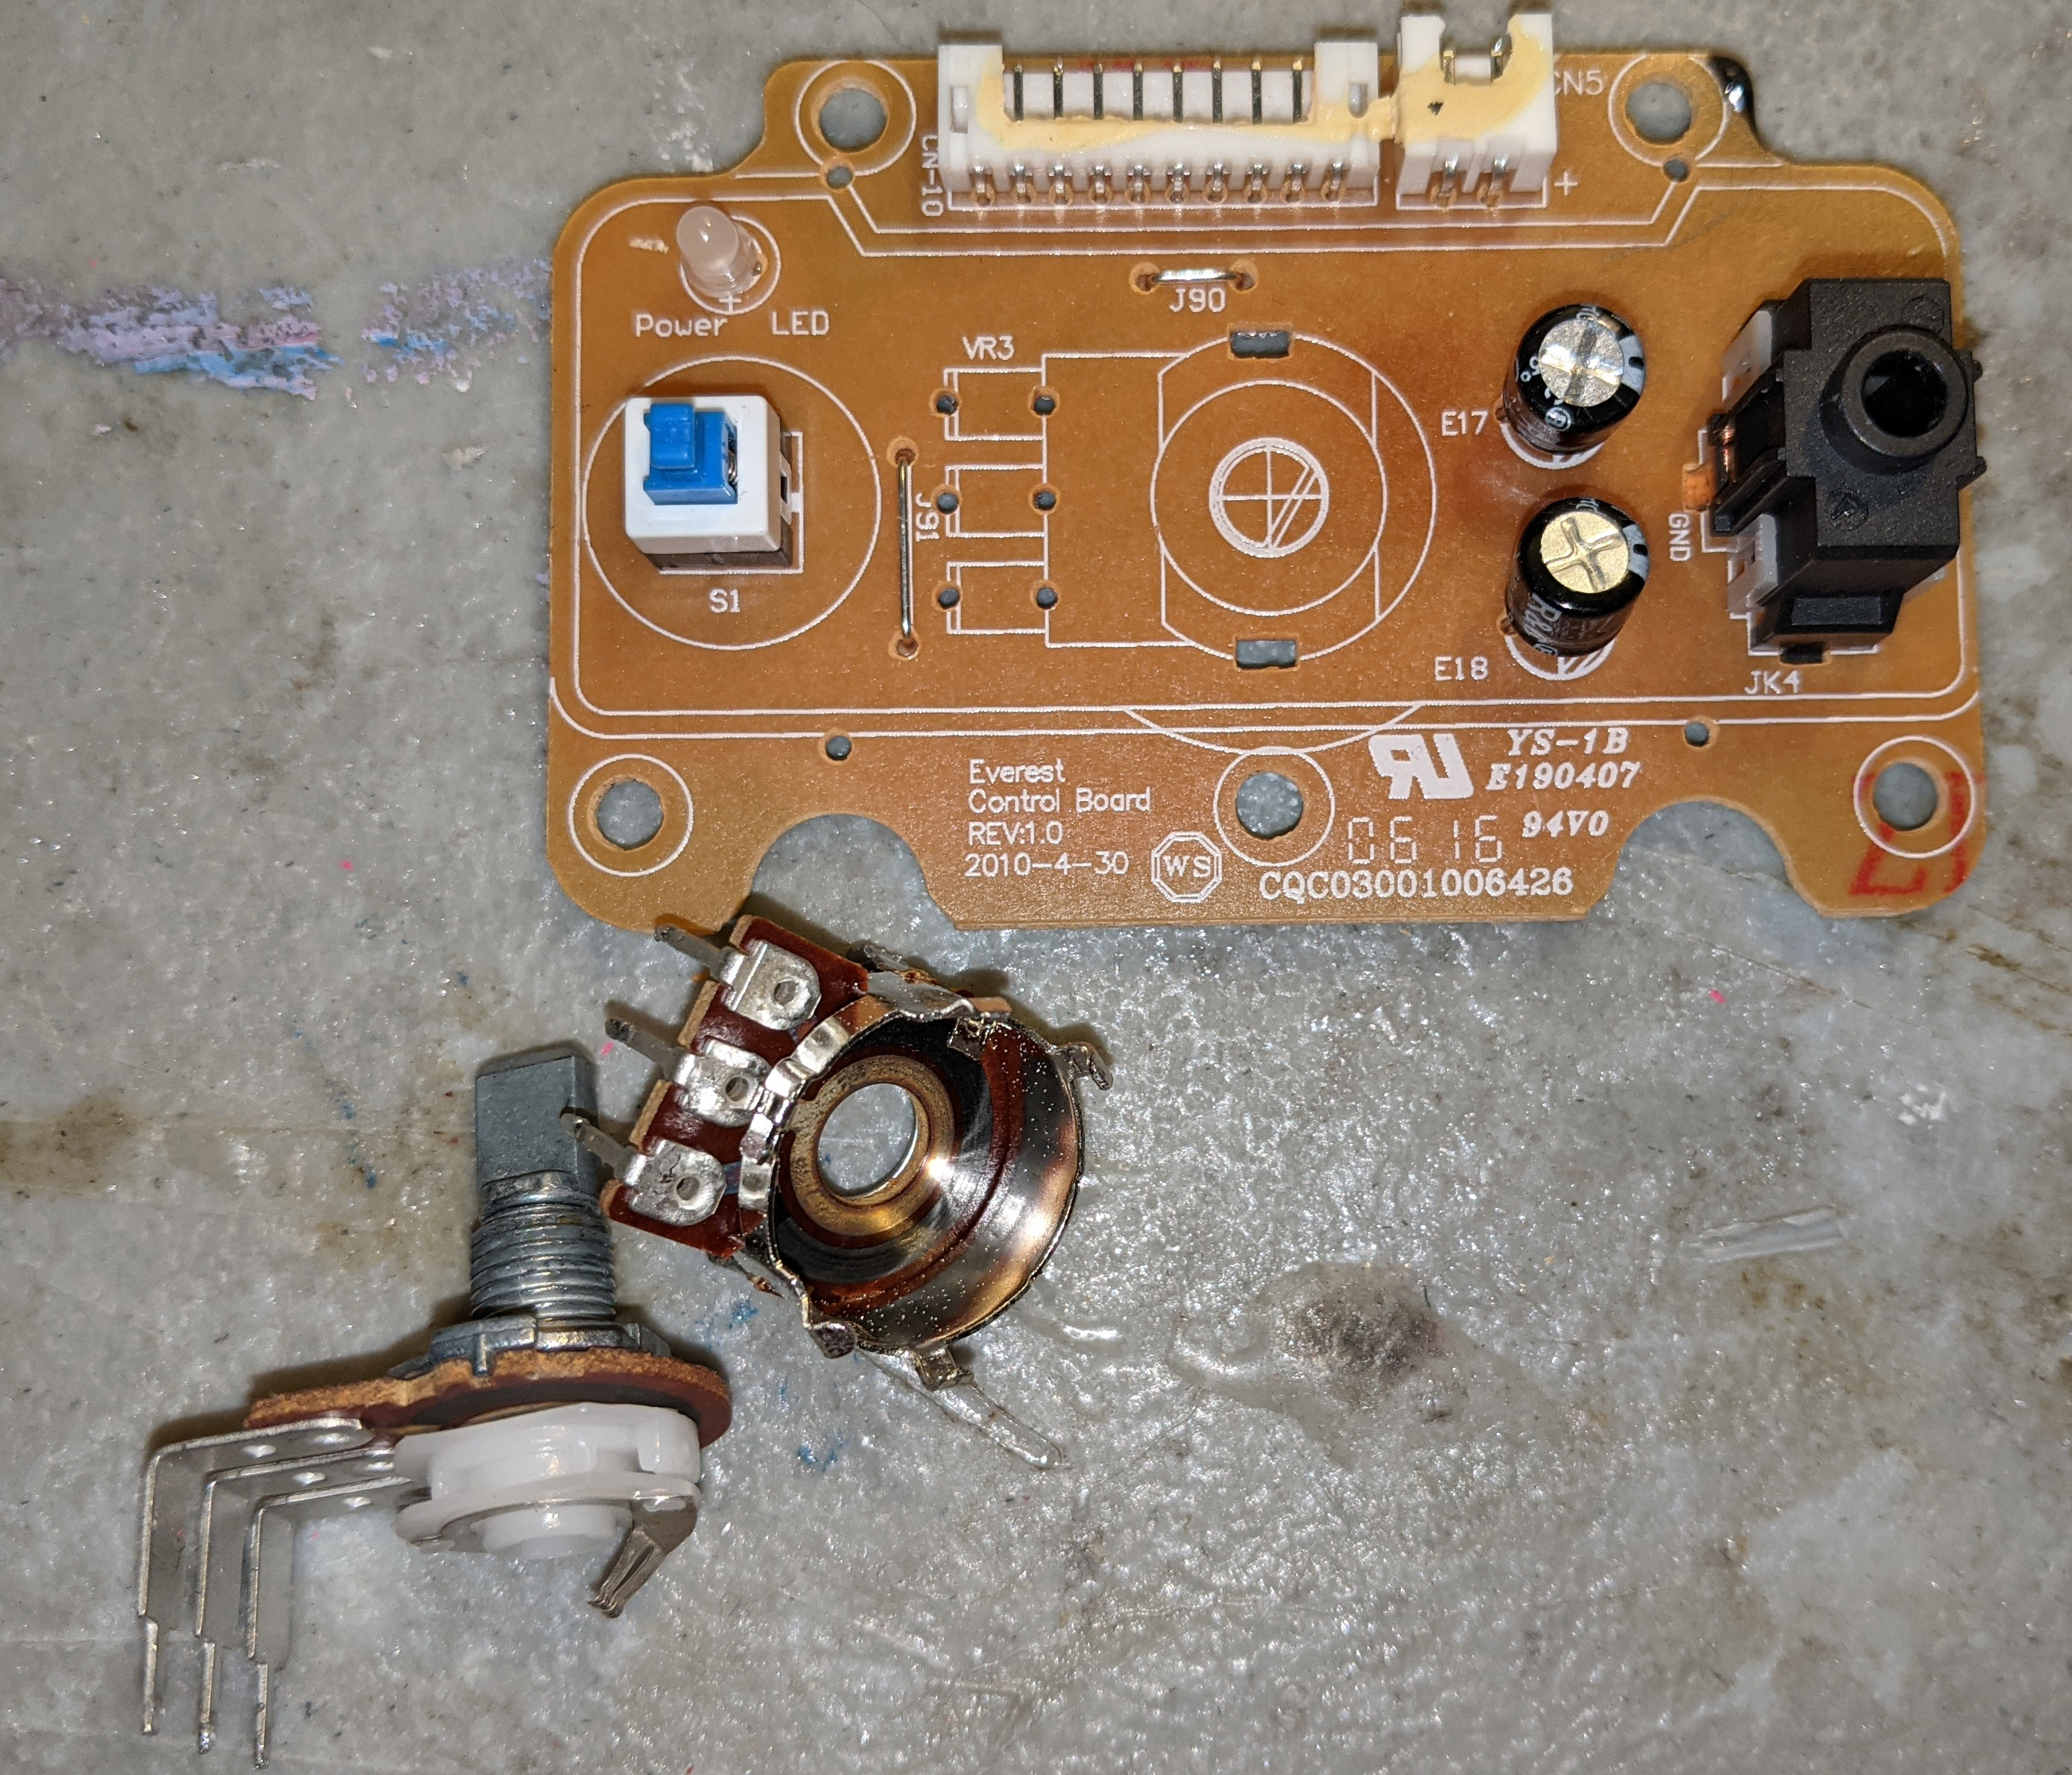 CN5
CN-10
+
+
Power LED
J90
VR3
E17
J91
GND
S1
E18
JK4
Everest
Control Board
REV:1.0
2010-4-30
WS
YS-1B
E190407
94V0
0616
CQC03001006426